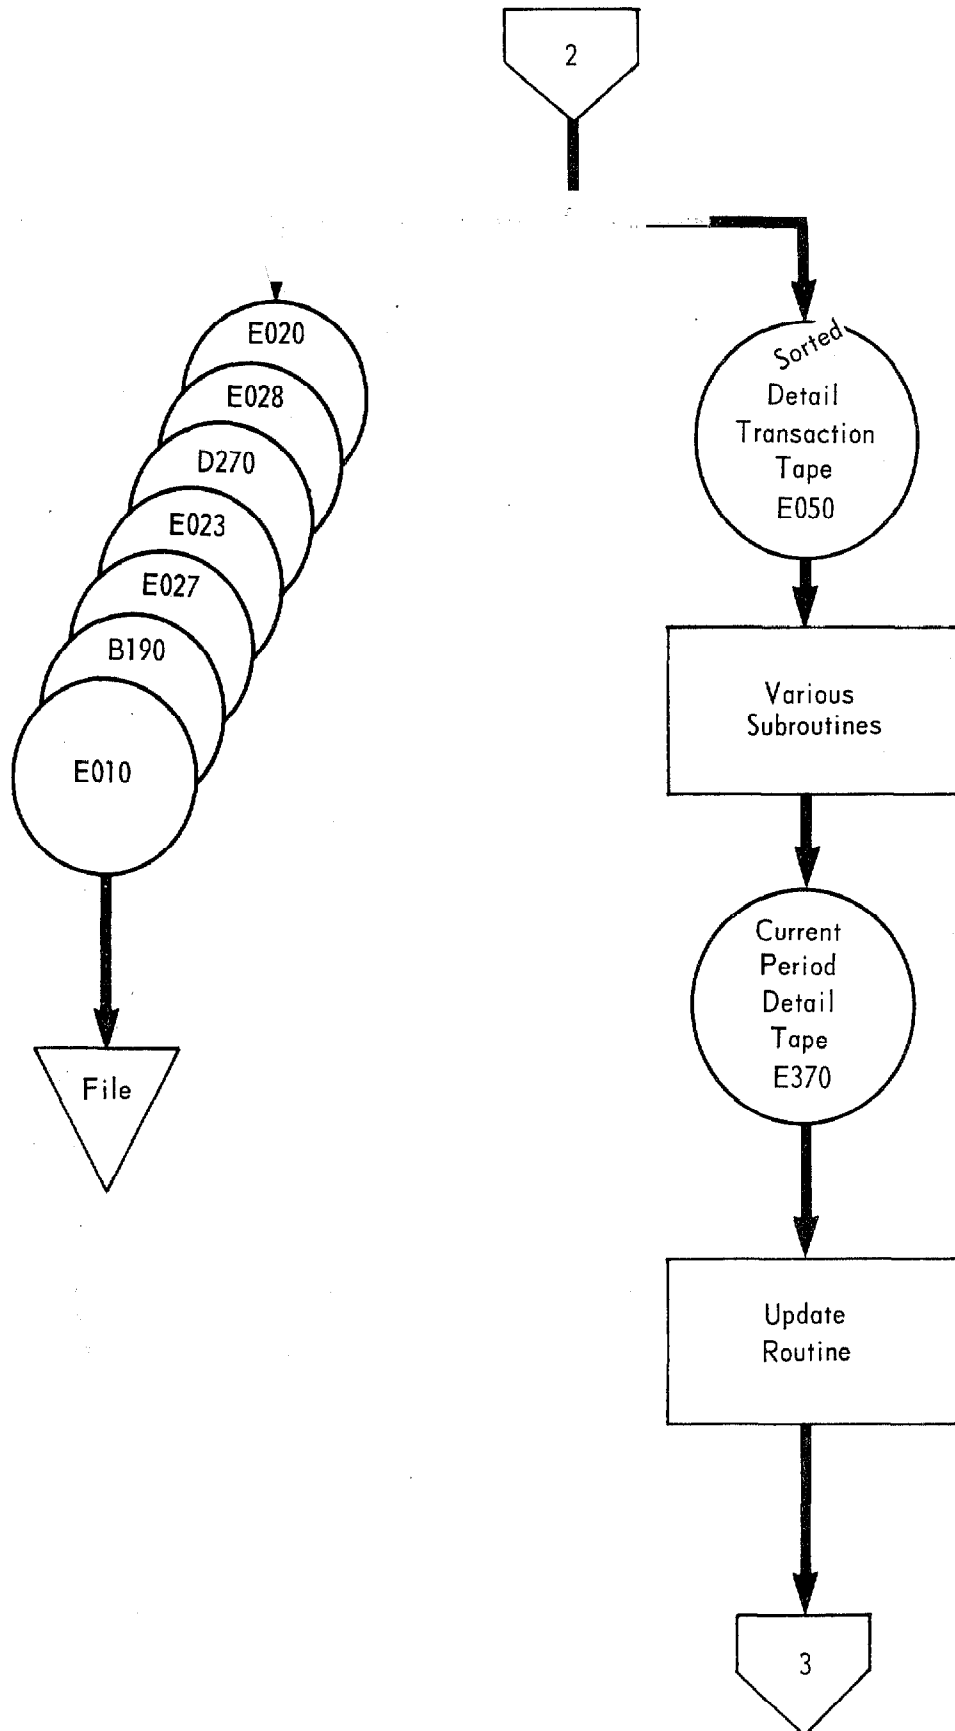 2
E020
E028
D270
E023
E027
B190
E010
File
Sorted
Detail
Transaction
Tape
E050
Various
Subroutines
Current
Period
Detail
Tape
E370
Update
Routine
3